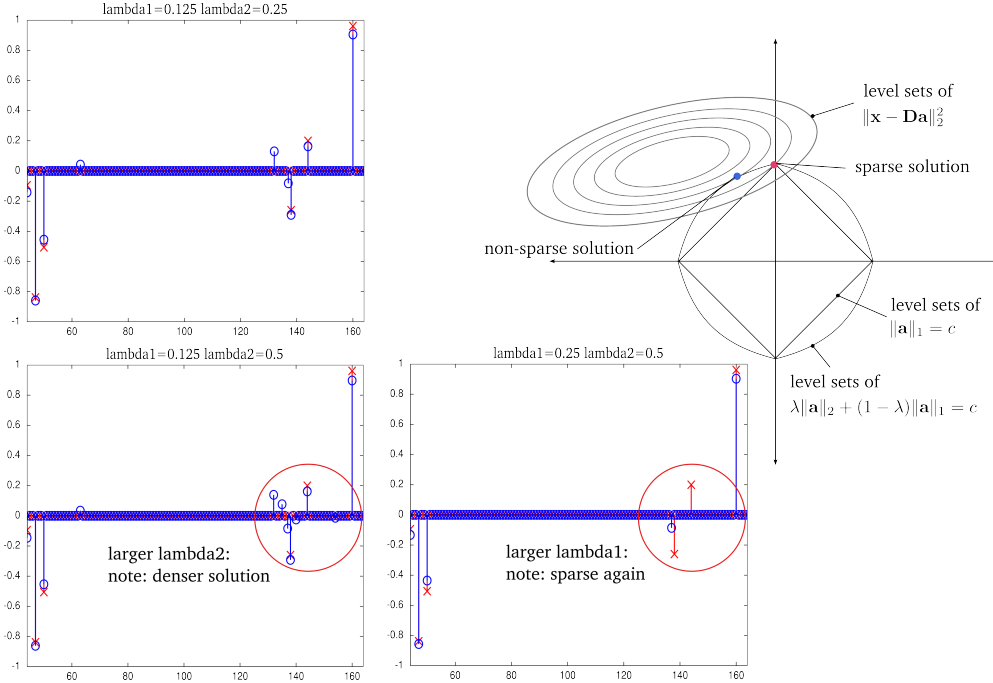 lambda1=0.125 lambda2=0.25
1
0.8
0.6
0.4
0.2
0
-0.2
-0.4
-0.6
-0.8
-1
60 80 100 120 140 160
level sets of
‖x − Da‖₂²
sparse solution
non-sparse solution
level sets of
‖a‖₁ = c
level sets of
λ‖a‖₂ + (1 − λ)‖a‖₁ = c
lambda1=0.125 lambda2=0.5
1
0.8
0.6
0.4
0.2
0
-0.2
-0.4
-0.6
-0.8
-1
60 80 100 120 140 160
larger lambda2:
note: denser solution
lambda1=0.25 lambda2=0.5
1
0.8
0.6
0.4
0.2
0
-0.2
-0.4
-0.6
-0.8
-1
60 80 100 120 140 160
larger lambda1:
note: sparse again